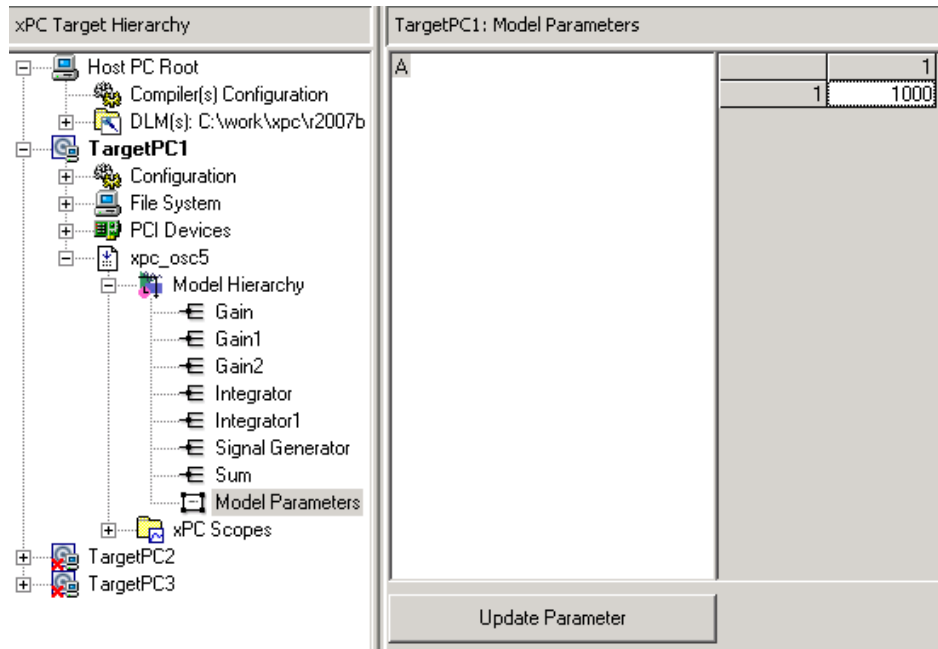 xPC Target Hierarchy
TargetPC1: Model Parameters
Host PC Root
Compiler(s) Configuration
DLM(s): C:\work\xpc\r2007b
TargetPC1
Configuration
File System
PCI Devices
xpc_osc5
Model Hierarchy
Gain
Gain1
Gain2
Integrator
Integrator1
Signal Generator
Sum
Model Parameters
xPC Scopes
TargetPC2
TargetPC3
A
1
1 1000
Update Parameter